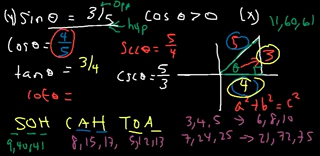 (4) sin θ = 3/5 → opp → hyp cos θ > 0 (x) 11,60,61
cos θ = 4/5 sec θ = 5/4
tan θ = 3/4 csc θ = 5/3
cot θ =
5
3
θ
4
a² + b² = c²
SOH CAH TOA
3,4,5 → 6,8,10
9,40,41 8,15,17, 5,12,13 7,24,25 → 21,72,75